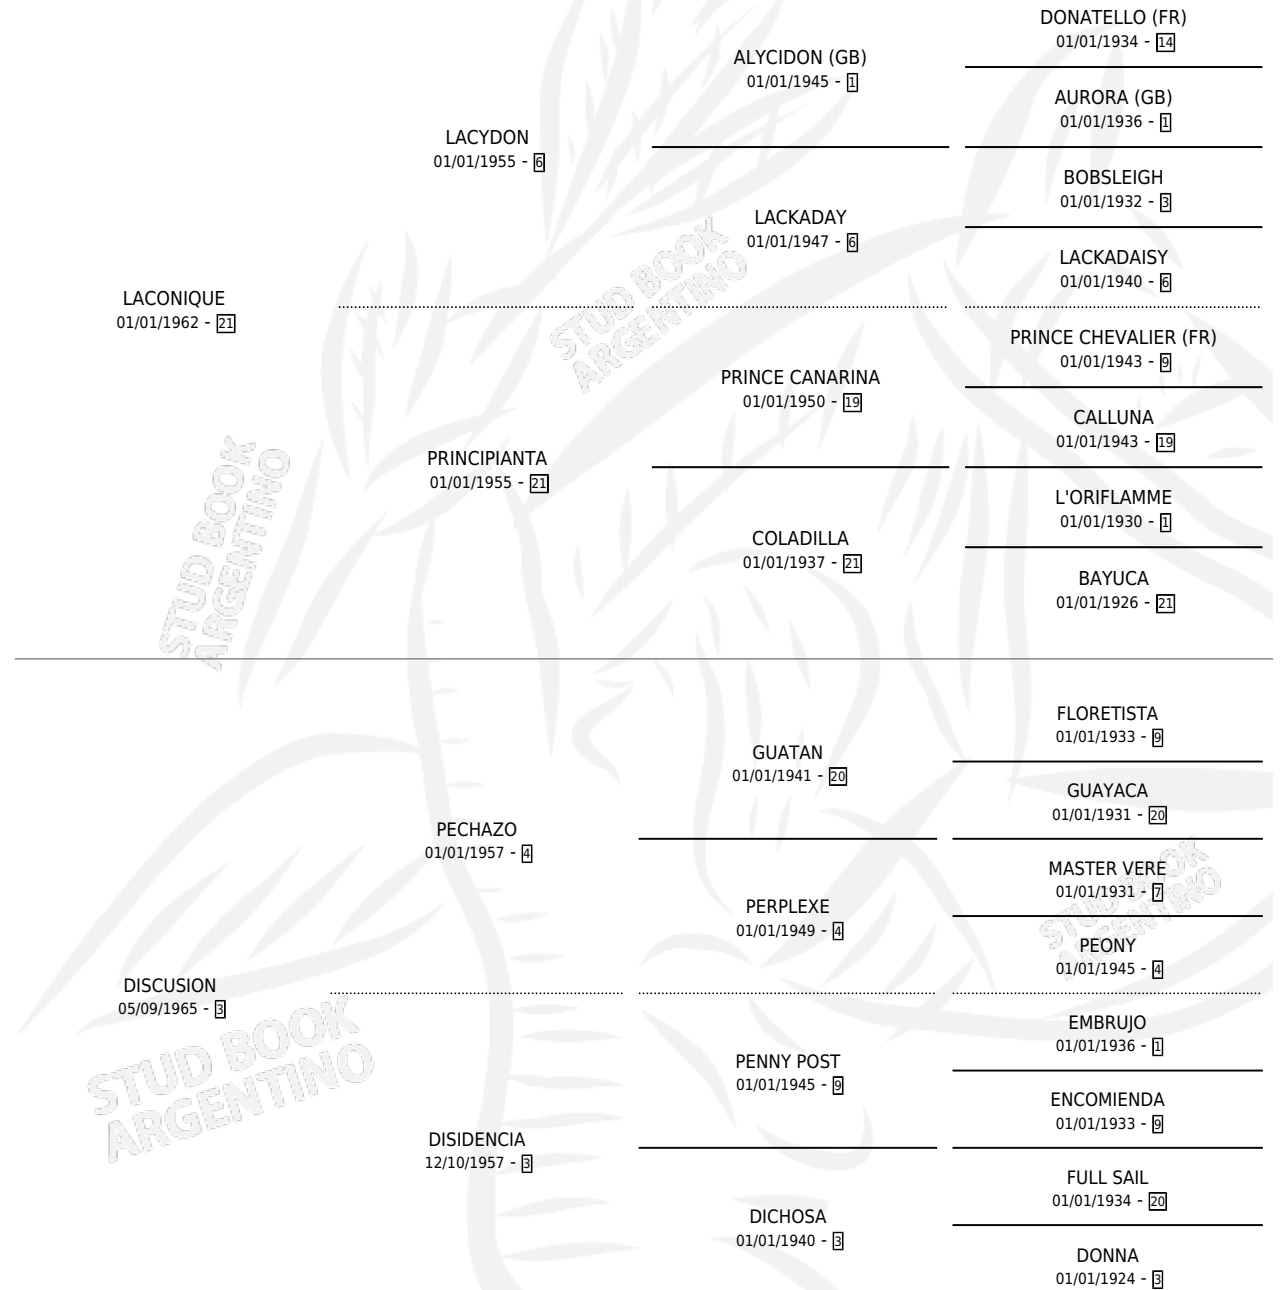 DONATELLO (FR)
01/01/1934 - 14
ALYCIDON (GB)
01/01/1945 - 1
AURORA (GB)
01/01/1936 - 1
LACYDON
01/01/1955 - 6
BOBSLEIGH
01/01/1932 - 3
LACKADAY
01/01/1947 - 6
LACKADAISY
01/01/1940 - 6
LACONIQUE
01/01/1962 - 21
PRINCE CHEVALIER (FR)
01/01/1943 - 9
PRINCE CANARINA
01/01/1950 - 19
CALLUNA
01/01/1943 - 19
PRINCIPIANTA
01/01/1955 - 21
L'ORIFLAMME
01/01/1930 - 1
COLADILLA
01/01/1937 - 21
BAYUCA
01/01/1926 - 21
FLORETISTA
01/01/1933 - 9
GUATAN
01/01/1941 - 20
GUAYACA
01/01/1931 - 20
PECHAZO
01/01/1957 - 4
MASTER VERE
01/01/1931 - 7
PERPLEXE
01/01/1949 - 4
PEONY
01/01/1945 - 4
DISCUSION
05/09/1965 - 3
EMBRUJO
01/01/1936 - 1
PENNY POST
01/01/1945 - 9
ENCOMIENDA
01/01/1933 - 9
DISIDENCIA
12/10/1957 - 3
FULL SAIL
01/01/1934 - 20
DICHOSA
01/01/1940 - 3
DONNA
01/01/1924 - 3
STUD BOOK
ARGENTINO
STUD BOOK
ARGENTINO
STUD BOOK
ARGENTINO
STUD BOOK
ARGENTINO